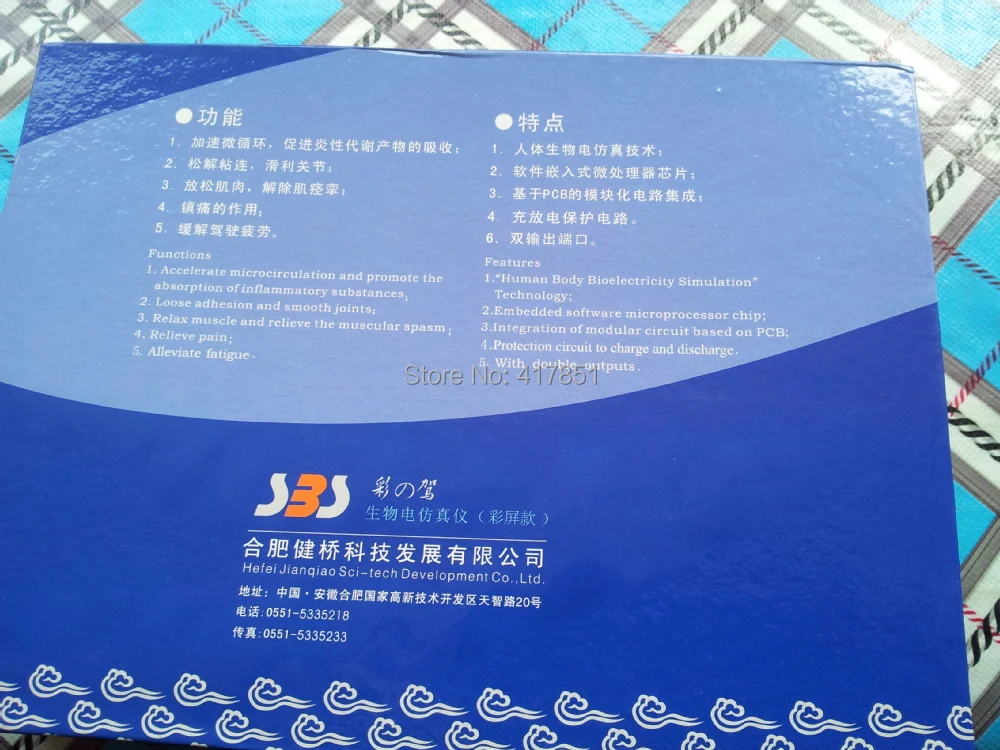 ●功能
1. 加速微循环，促进炎性代谢产物的吸收；
2. 松解粘连，滑利关节；
3. 放松肌肉，解除肌痉挛；
4. 镇痛的作用；
5. 缓解驾驶疲劳。
Functions
1. Accelerate microcirculation and promote the
absorption of inflammatory substances;
2. Loose adhesion and smooth joints;
3. Relax muscle and relieve the muscular spasm;
4. Relieve pain;
5. Alleviate fatigue.
●特点
1. 人体生物电仿真技术；
2. 软件嵌入式微处理器芯片；
3. 基于PCB的模块化电路集成；
4. 充放电保护电路。
6. 双输出端口。
Features
1."Human Body Bioelectricity Simulation"
Technology;
2.Embedded software microprocessor chip;
3.Integration of modular circuit based on PCB;
4.Protection circuit to charge and discharge.
5. With double outputs.
Store No: 417851
SBS 彩の驾
生物电仿真仪（彩屏款）
合肥健桥科技发展有限公司
Hefei Jianqiao Sci-tech Development Co.,Ltd.
地址：中国·安徽合肥国家高新技术开发区天智路20号
电话:0551-5335218
传真:0551-5335233